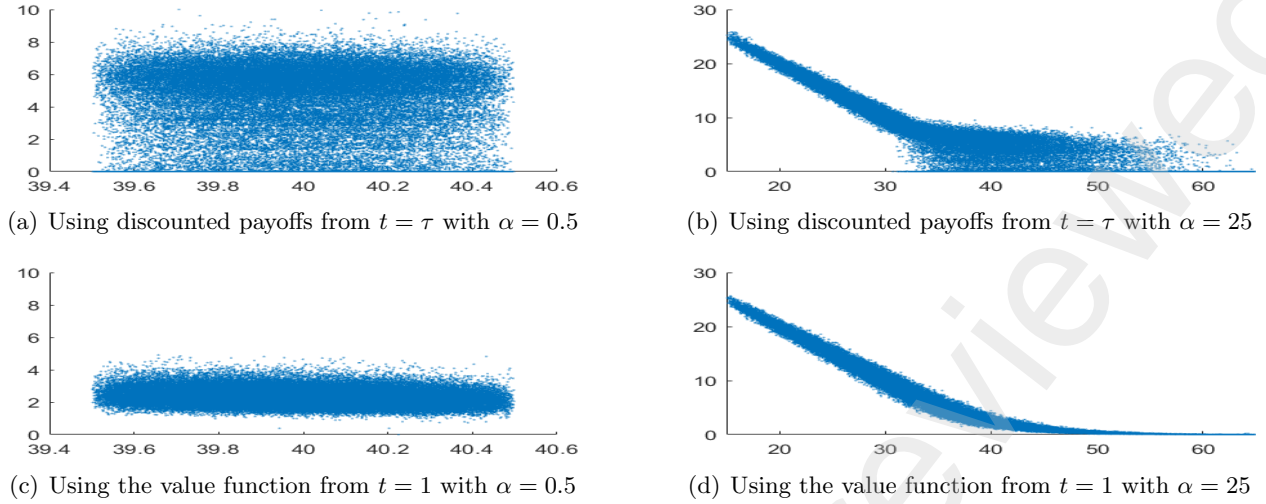 10
8
6
4
2
0
39.4 39.6 39.8 40 40.2 40.4 40.6
(a) Using discounted payoffs from t = τ with α = 0.5
30
20
10
0
20 30 40 50 60
(b) Using discounted payoffs from t = τ with α = 25
10
8
6
4
2
0
39.4 39.6 39.8 40 40.2 40.4 40.6
(c) Using the value function from t = 1 with α = 0.5
30
20
10
0
20 30 40 50 60
(d) Using the value function from t = 1 with α = 25